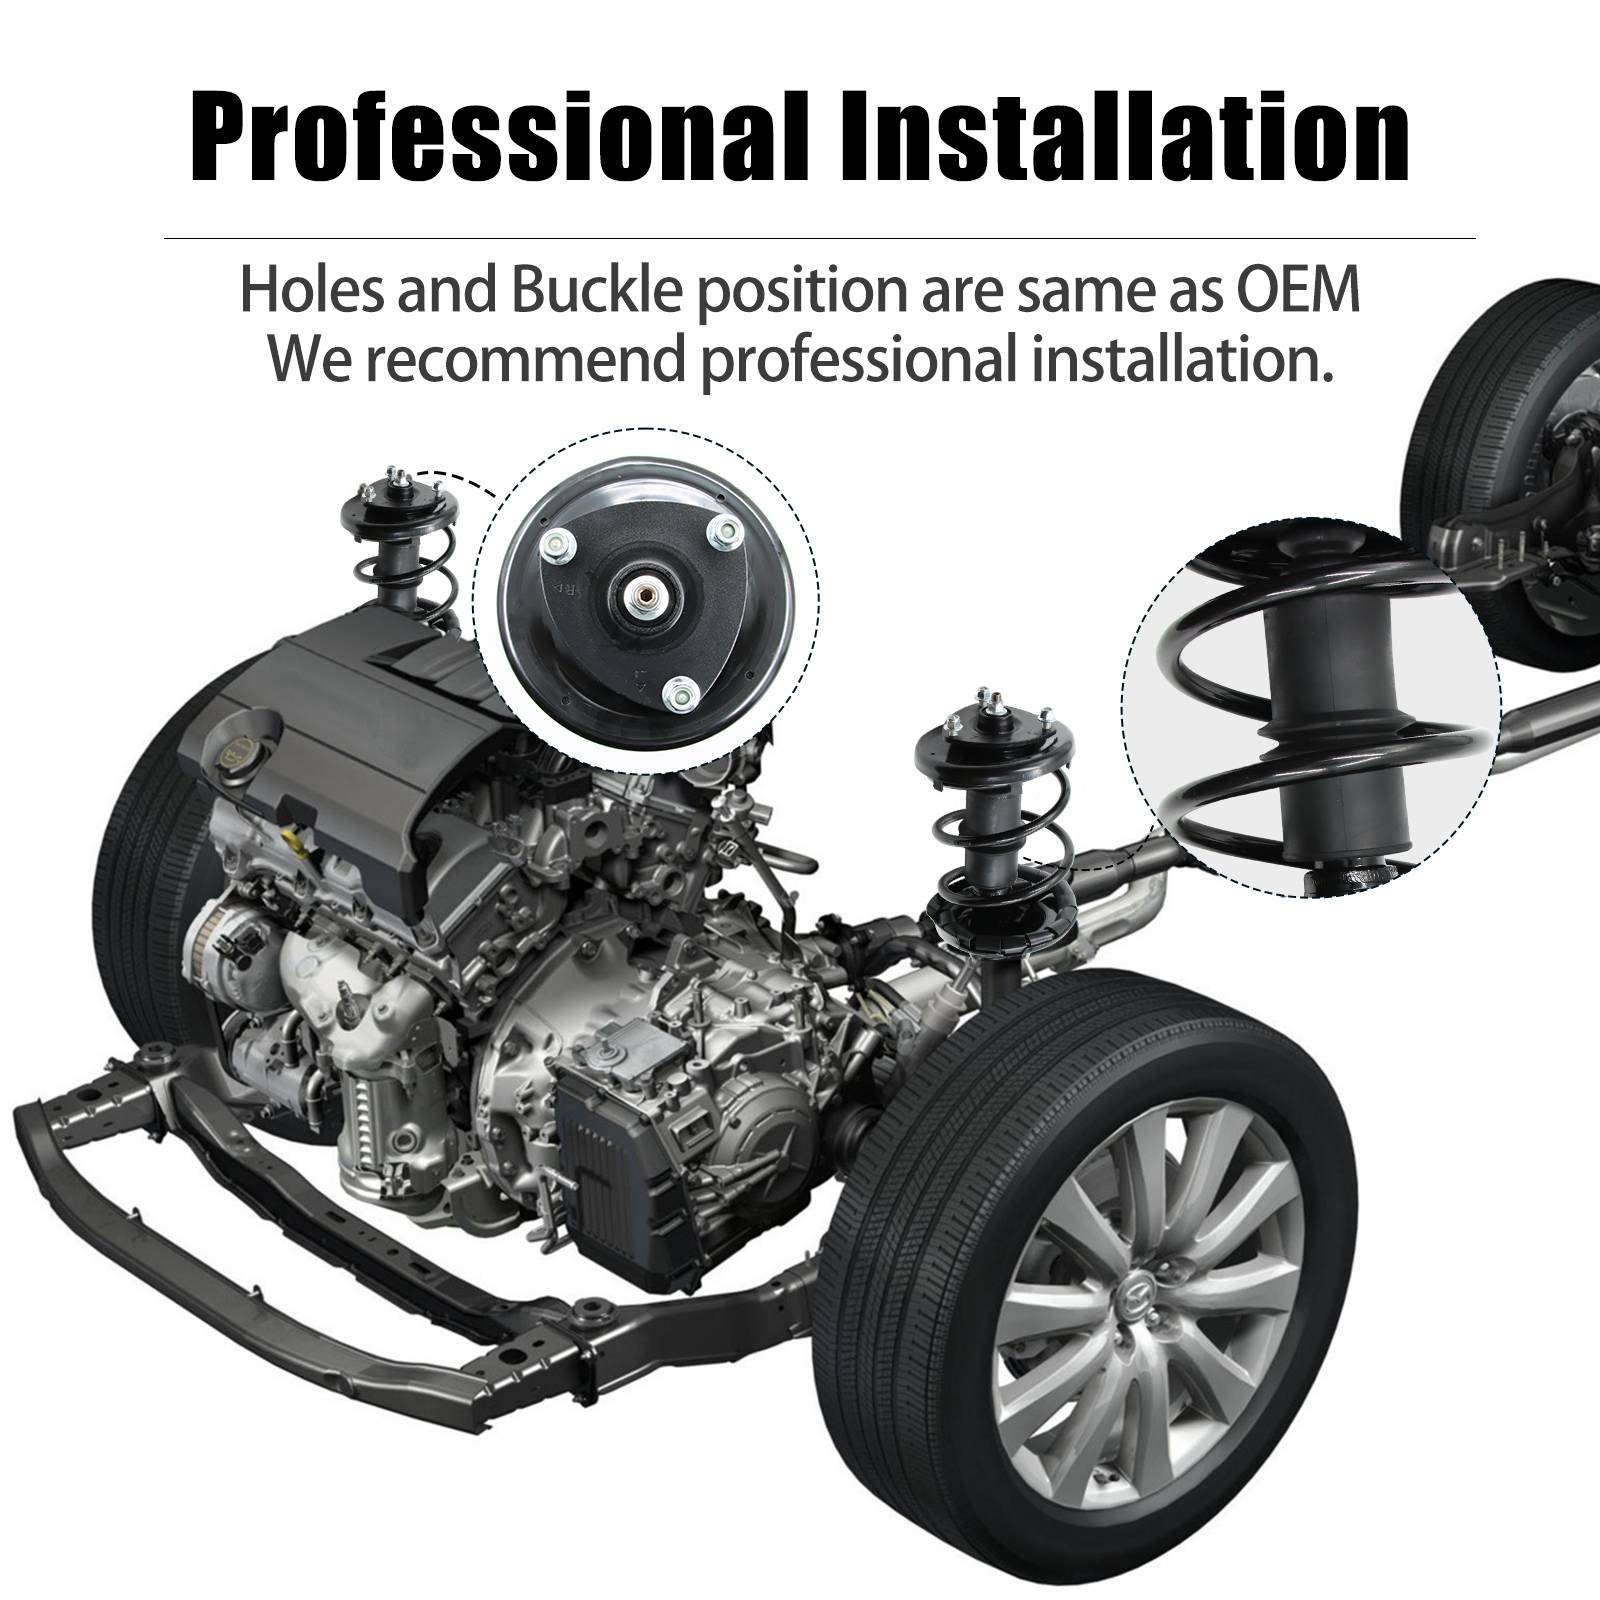 Professional Installation
Holes and Buckle position are same as OEM
We recommend professional installation.